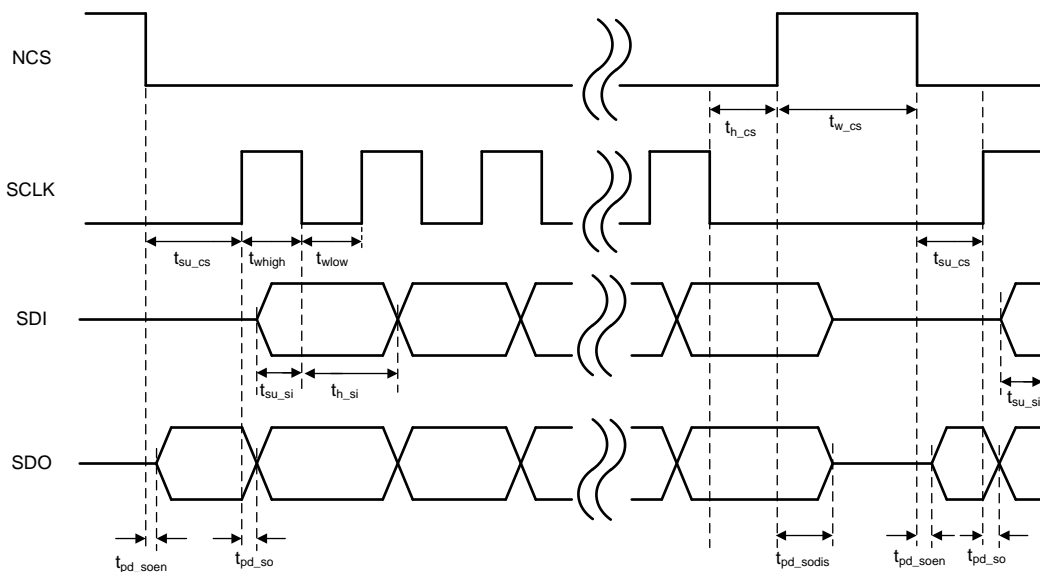 NCS
t_h_cs
t_w_cs
SCLK
t_su_cs
t_whigh
t_wlow
t_su_cs
SDI
t_su_si
t_h_si
t_su_si
SDO
t_pd_soen
t_pd_so
t_pd_sodis
t_pd_soen
t_pd_so